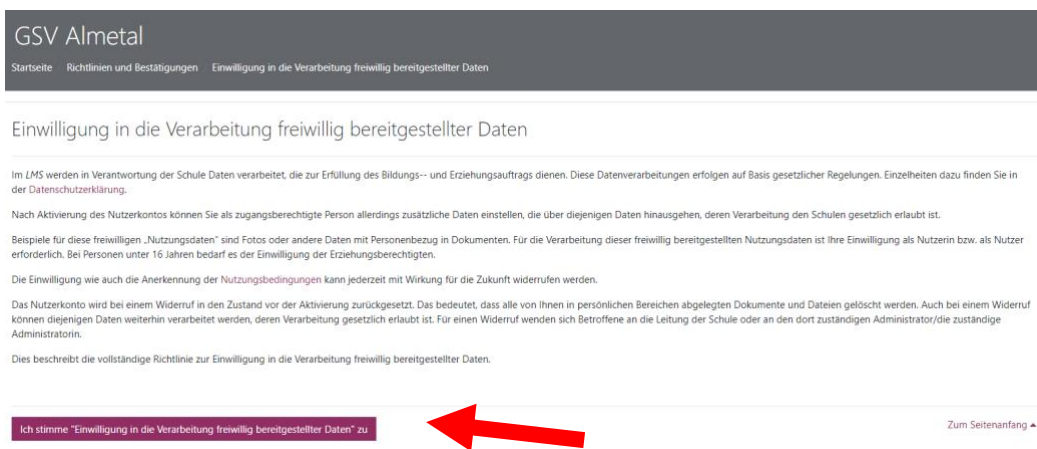 GSV Almetal
Startseite Richtlinien und Bestätigungen Einwilligung in die Verarbeitung freiwillig bereitgestellter Daten
Einwilligung in die Verarbeitung freiwillig bereitgestellter Daten
Im LMS werden in Verantwortung der Schule Daten verarbeitet, die zur Erfüllung des Bildungs-- und Erziehungsauftrags dienen. Diese Datenverarbeitungen erfolgen auf Basis gesetzlicher Regelungen. Einzelheiten dazu finden Sie in
der Datenschutzerklärung.
Nach Aktivierung des Nutzerkontos können Sie als zugangsberechtigte Person allerdings zusätzliche Daten einstellen, die über diejenigen Daten hinausgehen, deren Verarbeitung den Schulen gesetzlich erlaubt ist.
Beispiele für diese freiwilligen „Nutzungsdaten" sind Fotos oder andere Daten mit Personenbezug in Dokumenten. Für die Verarbeitung dieser freiwillig bereitgestellten Nutzungsdaten ist Ihre Einwilligung als Nutzerin bzw. als Nutzer
erforderlich. Bei Personen unter 16 Jahren bedarf es der Einwilligung der Erziehungsberechtigten.
Die Einwilligung wie auch die Anerkennung der Nutzungsbedingungen kann jederzeit mit Wirkung für die Zukunft widerrufen werden.
Das Nutzerkonto wird bei einem Widerruf in den Zustand vor der Aktivierung zurückgesetzt. Das bedeutet, dass alle von Ihnen in persönlichen Bereichen abgelegten Dokumente und Dateien gelöscht werden. Auch bei einem Widerruf
können diejenigen Daten weiterhin verarbeitet werden, deren Verarbeitung gesetzlich erlaubt ist. Für einen Widerruf wenden sich Betroffene an die Leitung der Schule oder an den dort zuständigen Administrator/die zuständige
Administratorin.
Dies beschreibt die vollständige Richtlinie zur Einwilligung in die Verarbeitung freiwillig bereitgestellter Daten.
Ich stimme "Einwilligung in die Verarbeitung freiwillig bereitgestellter Daten" zu
Zum Seitenanfang